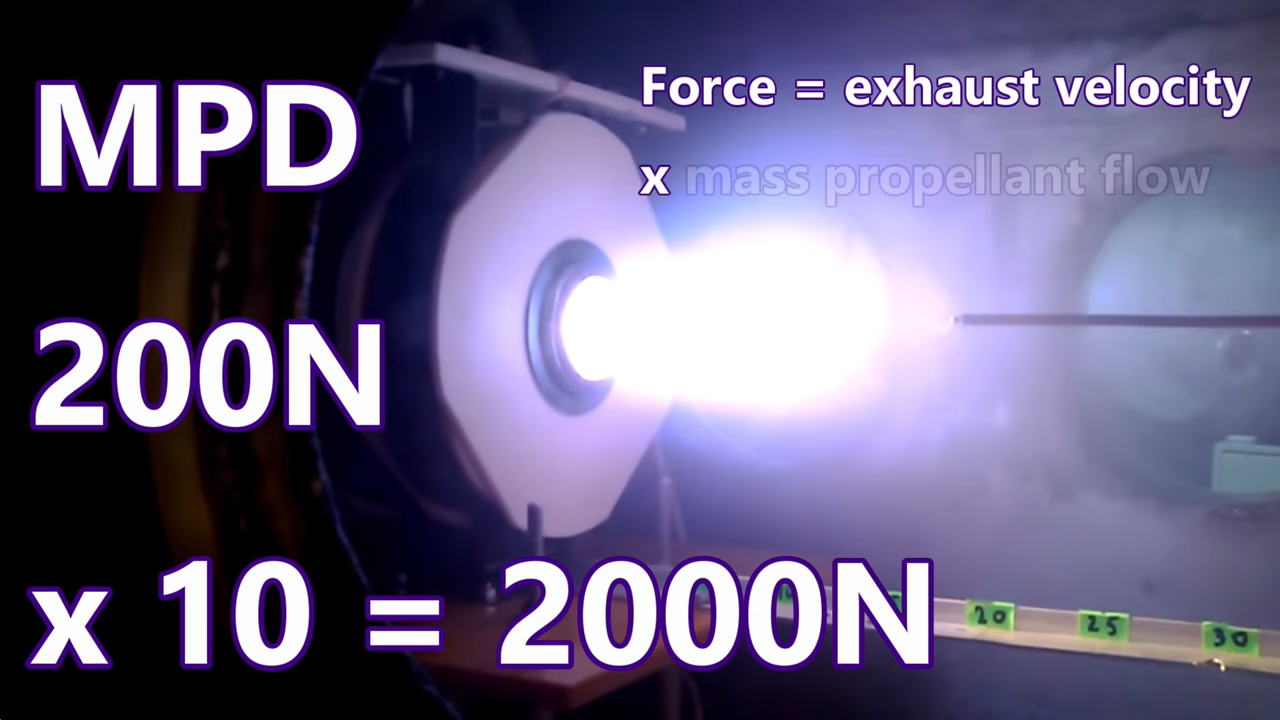 MPD
200N
x 10 = 2000N
Force = exhaust velocity
x mass propellant flow
20
25
30